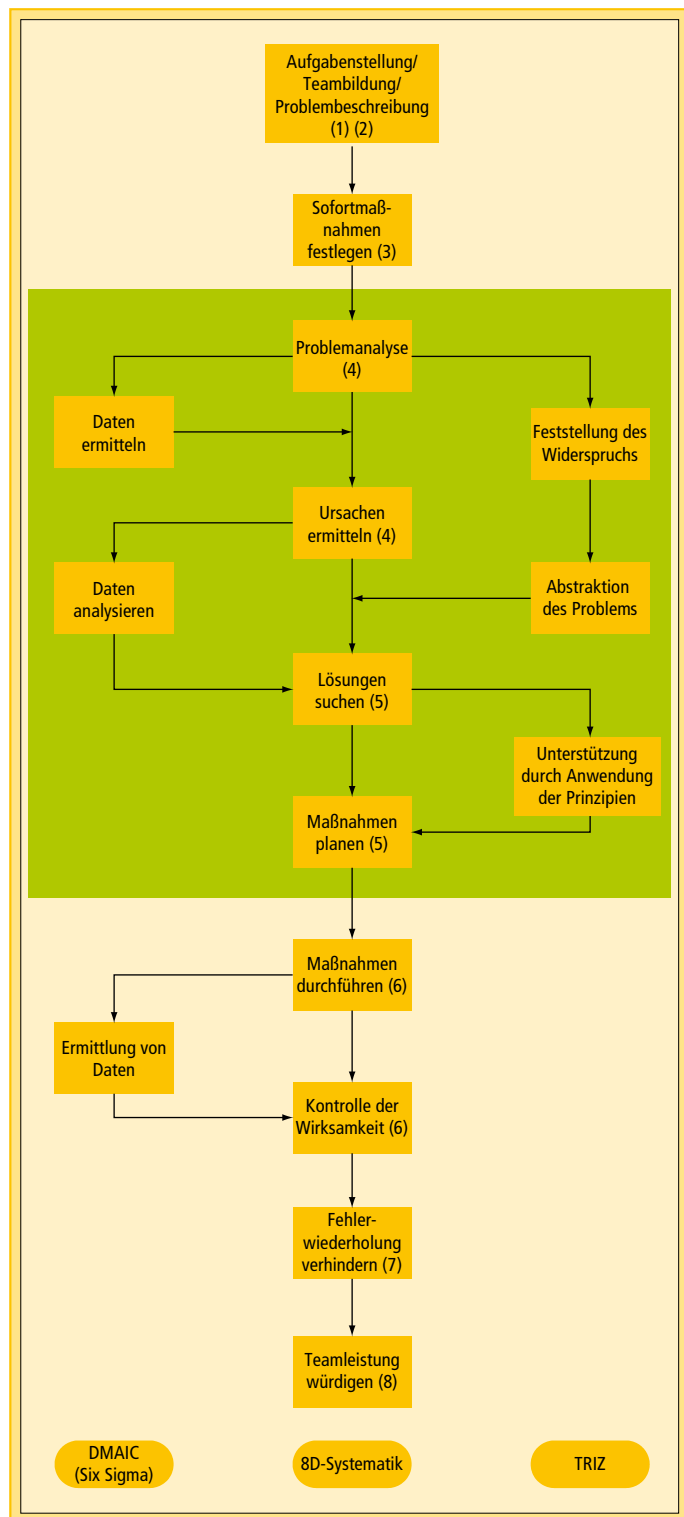 Aufgabenstellung/
Teambildung/
Problembeschreibung
(1) (2)
Sofortmaß-
nahmen
festlegen (3)
Problemanalyse
(4)
Daten
ermitteln
Feststellung des
Widerspruchs
Ursachen
ermitteln (4)
Daten
analysieren
Abstraktion
des Problems
Lösungen
suchen (5)
Unterstützung
durch Anwendung
der Prinzipien
Maßnahmen
planen (5)
Maßnahmen
durchführen (6)
Ermittlung von
Daten
Kontrolle der
Wirksamkeit (6)
Fehler-
wiederholung
verhindern (7)
Teamleistung
würdigen (8)
DMAIC
(Six Sigma)
8D-Systematik
TRIZ